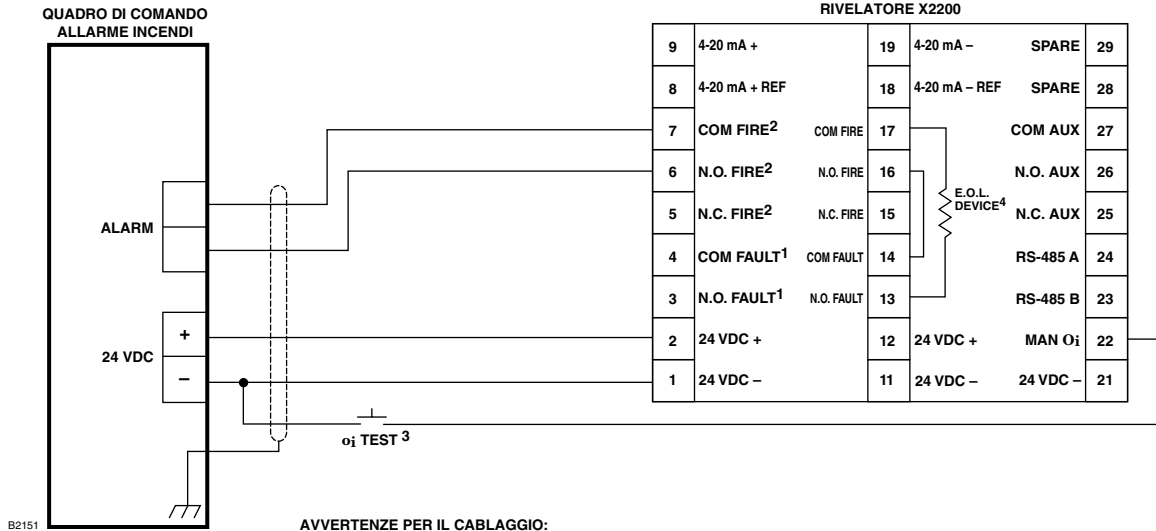 QUADRO DI COMANDO
ALLARME INCENDI
ALARM
24 VDC
+
–
oi TEST 3
B2151
RIVELATORE X2200
9 4-20 mA + 19 4-20 mA – SPARE 29
8 4-20 mA + REF 18 4-20 mA – REF SPARE 28
7 COM FIRE2 COM FIRE 17 COM AUX 27
6 N.O. FIRE2 N.O. FIRE 16 N.O. AUX 26
E.O.L.
DEVICE4
5 N.C. FIRE2 N.C. FIRE 15 N.C. AUX 25
4 COM FAULT1 COM FAULT 14 RS-485 A 24
3 N.O. FAULT1 N.O. FAULT 13 RS-485 B 23
2 24 VDC + 12 24 VDC + MAN Oi 22
1 24 VDC – 11 24 VDC – 24 VDC – 21
AVVERTENZE PER IL CABLAGGIO: